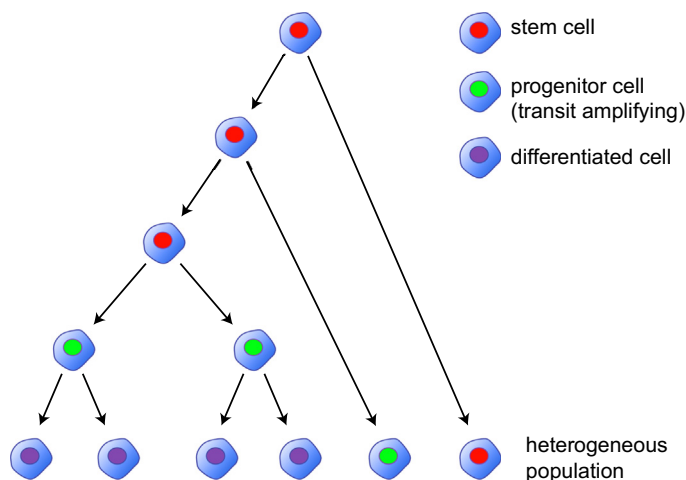 stem cell
progenitor cell
(transit amplifying)
differentiated cell
heterogeneous
population